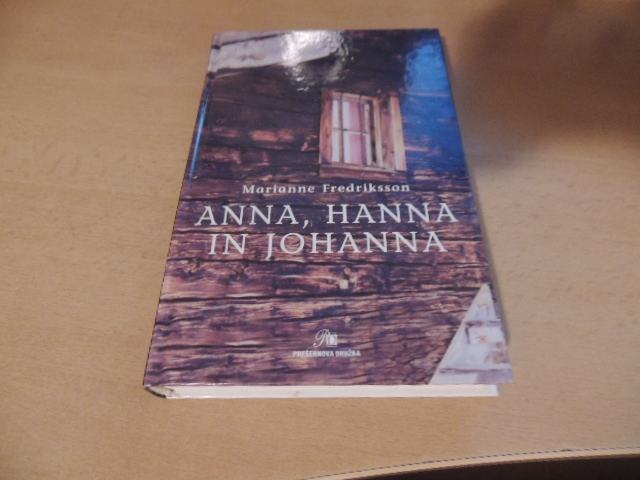 Marianne Fredriksson
ANNA, HANNA
IN JOHANNA
PREŠERNOVA DRUŽBA